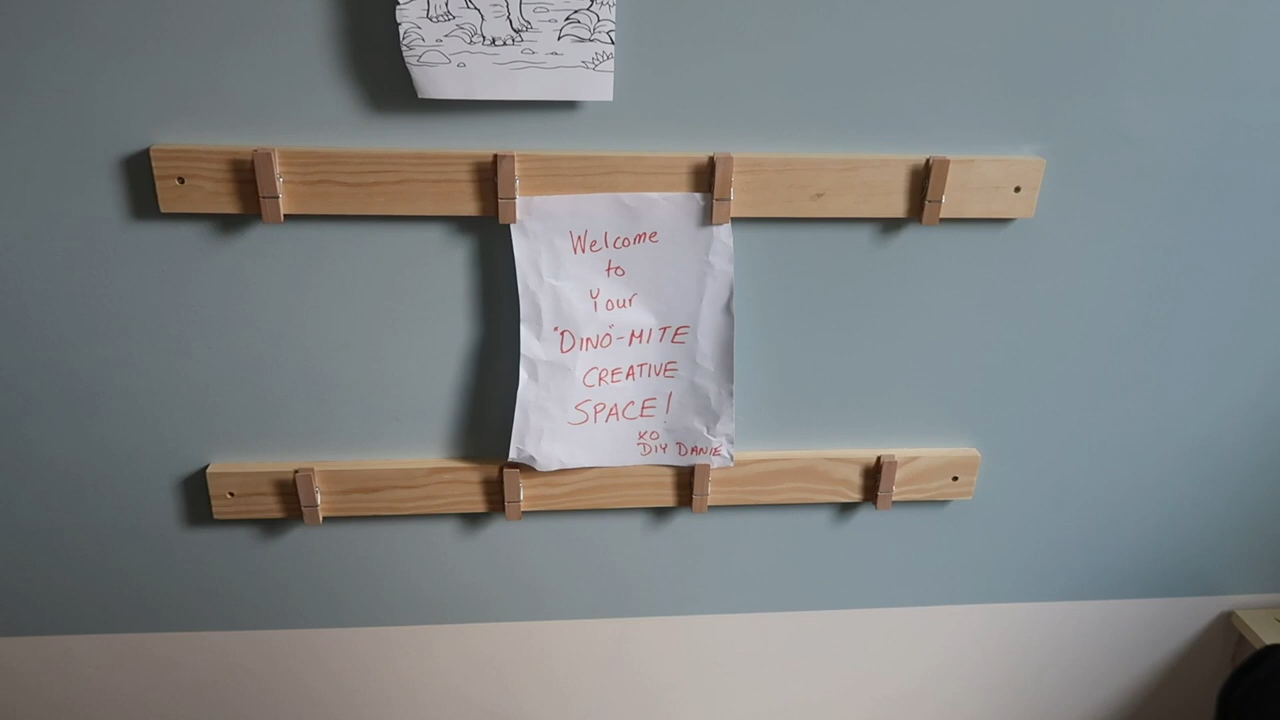 Welcome
to
Your
"DINO"-MITE
CREATIVE
SPACE!
XO
DIY DANIE